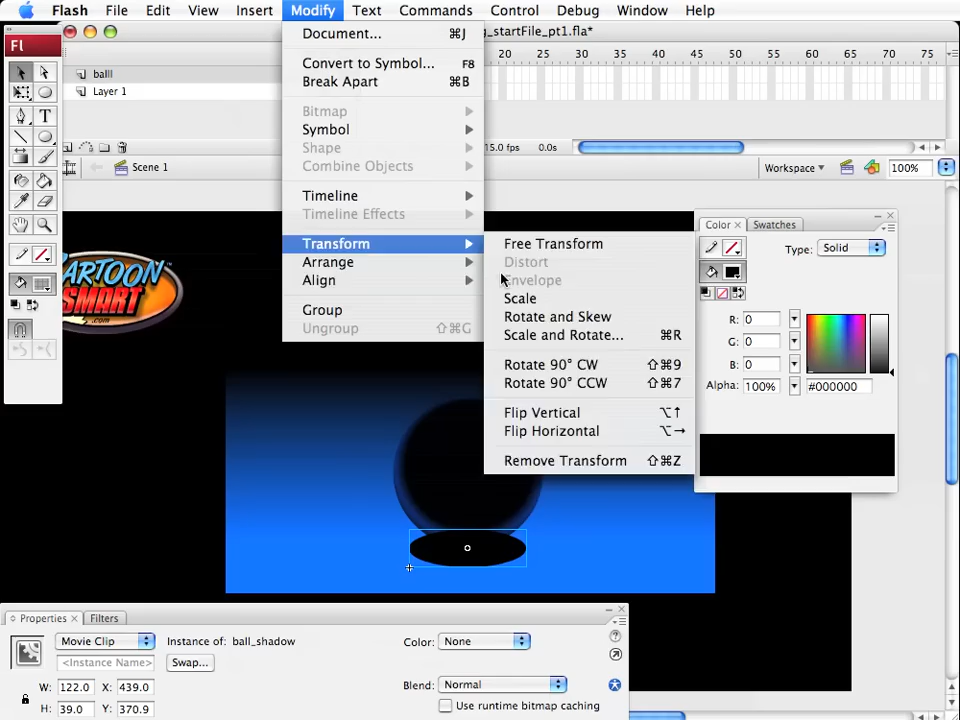 Flash File Edit View Insert Modify Text Commands Control Debug Window Help
_startFile_pt1.fla*
Fl
20 25 30 35 40 45 50 55 60 65 70 75
balll
Layer 1
15.0 fps 0.0s
Scene 1
Workspace
100%
Document... ⌘J
Convert to Symbol... F8
Break Apart ⌘B
Bitmap
Symbol
Shape
Combine Objects
Timeline
Timeline Effects
Transform
Arrange
Align
Group
Ungroup ⇧⌘G
Free Transform
Distort
Envelope
Scale
Rotate and Skew
Scale and Rotate... ⌘R
Rotate 90° CW ⇧⌘9
Rotate 90° CCW ⇧⌘7
Flip Vertical ⌥↑
Flip Horizontal ⌥→
Remove Transform ⇧⌘Z
CARTOON
SMART
.com
Color × Swatches
Type: Solid
R: 0
G: 0
B: 0
Alpha: 100% #000000
Properties × Filters
Movie Clip
Instance of: ball_shadow
Color: None
<Instance Name>
Swap...
W: 122.0 X: 439.0
H: 39.0 Y: 370.9
Blend: Normal
Use runtime bitmap caching